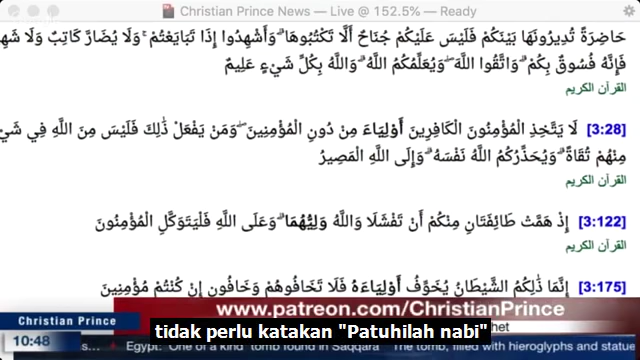 Christian Prince News — Live @ 152.5% — Ready
حَاضِرَةً تُدِيرُونَهَا بَيْنَكُمْ فَلَيْسَ عَلَيْكُمْ جُنَاحٌ أَلَّا تَكْتُبُوهَا ۗ وَأَشْهِدُوا إِذَا تَبَايَعْتُمْ ۚ وَلَا يُضَارَّ كَاتِبٌ وَلَا
فَإِنَّهُ فُسُوقٌ بِكُمْ ۗ وَاتَّقُوا اللَّهَ ۖ وَيُعَلِّمُكُمُ اللَّهُ ۗ وَاللَّهُ بِكُلِّ شَيْءٍ عَلِيمٌ
القرآن الكريم
[3:28] لَا يَتَّخِذِ الْمُؤْمِنُونَ الْكَافِرِينَ أَوْلِيَاءَ مِنْ دُونِ الْمُؤْمِنِينَ ۖ وَمَنْ يَفْعَلْ ذَٰلِكَ فَلَيْسَ مِنَ اللَّهِ فِي
مِنْهُمْ تُقَاةً ۗ وَيُحَذِّرُكُمُ اللَّهُ نَفْسَهُ ۗ وَإِلَى اللَّهِ الْمَصِيرُ
القرآن الكريم
[3:122] إِذْ هَمَّتْ طَائِفَتَانِ مِنْكُمْ أَنْ تَفْشَلَا وَاللَّهُ وَلِيُّهُمَا ۗ وَعَلَى اللَّهِ فَلْيَتَوَكَّلِ الْمُؤْمِنُونَ
القرآن الكريم
[3:175] إِنَّمَا ذَٰلِكُمُ الشَّيْطَانُ يُخَوِّفُ أَوْلِيَاءَهُ فَلَا تَخَافُوهُمْ وَخَافُونِ إِنْ كُنْتُمْ مُؤْمِنِينَ
www.patreon.com/ChristianPrince
Christian Prince
tidak perlu katakan "Patuhilah nabi"
10:48
Egypt: One of a kind' tomb found in Saqqara The tomb, filled with hieroglyphs and